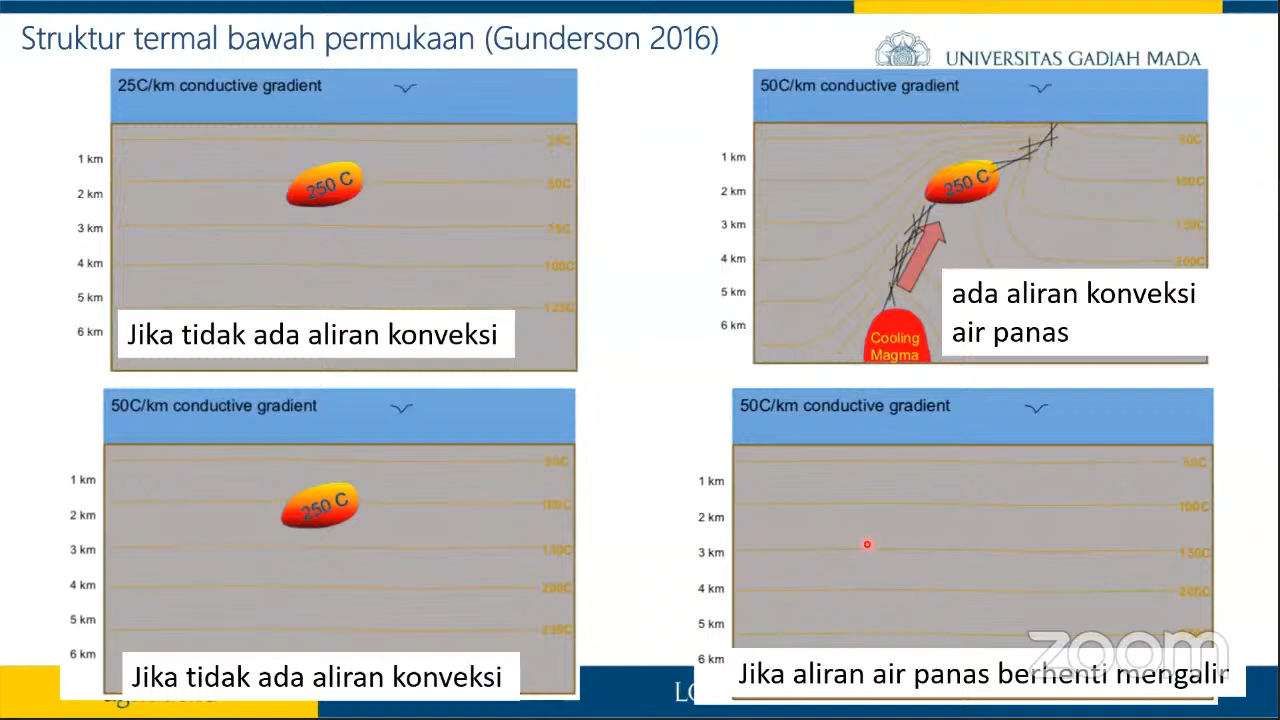 Struktur termal bawah permukaan (Gunderson 2016)
UNIVERSITAS GADJAH MADA
25C/km conductive gradient
1 km
2 km
3 km
4 km
5 km
6 km
250 C
50C
75C
100C
125C
Jika tidak ada aliran konveksi
50C/km conductive gradient
1 km
2 km
3 km
4 km
5 km
6 km
250 C
50C
100C
150C
200C
Cooling
Magma
ada aliran konveksi
air panas
50C/km conductive gradient
1 km
2 km
3 km
4 km
5 km
6 km
250 C
50C
100C
150C
200C
250C
Jika tidak ada aliran konveksi
50C/km conductive gradient
1 km
2 km
3 km
4 km
5 km
6 km
50C
100C
150C
200C
zoom
Jika aliran air panas berhenti mengalir